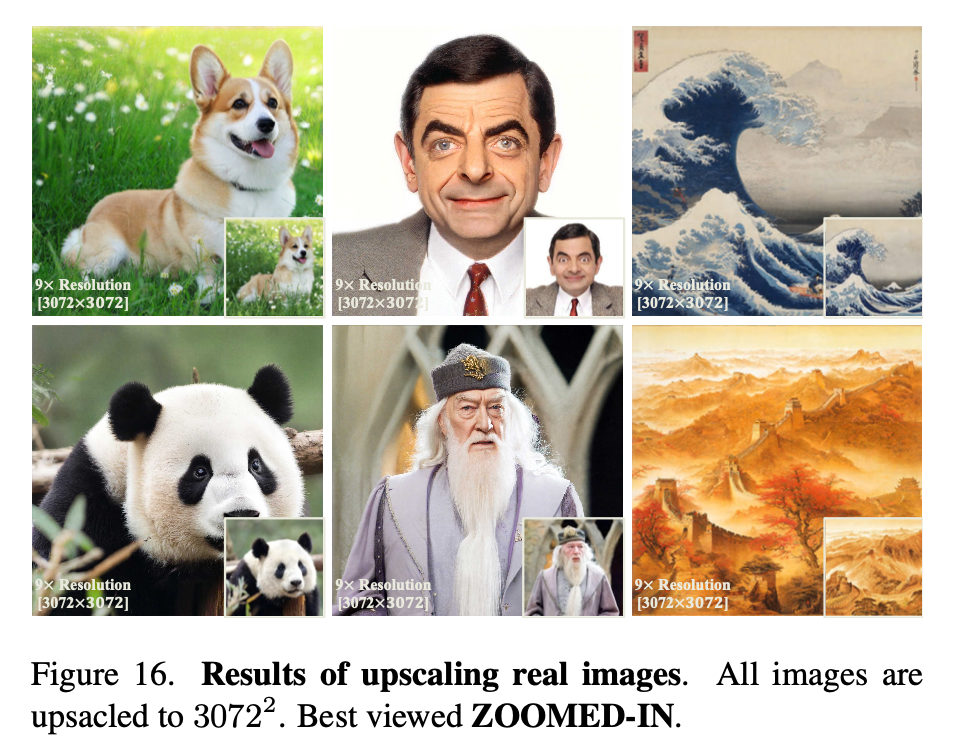 9× Resolution
[3072×3072]
9× Resolution
[3072×3072]
9× Resolution
[3072×3072]
9× Resolution
[3072×3072]
9× Resolution
[3072×3072]
9× Resolution
[3072×3072]
Figure 16. Results of upscaling real images. All images are
upsacled to 3072². Best viewed ZOOMED-IN.